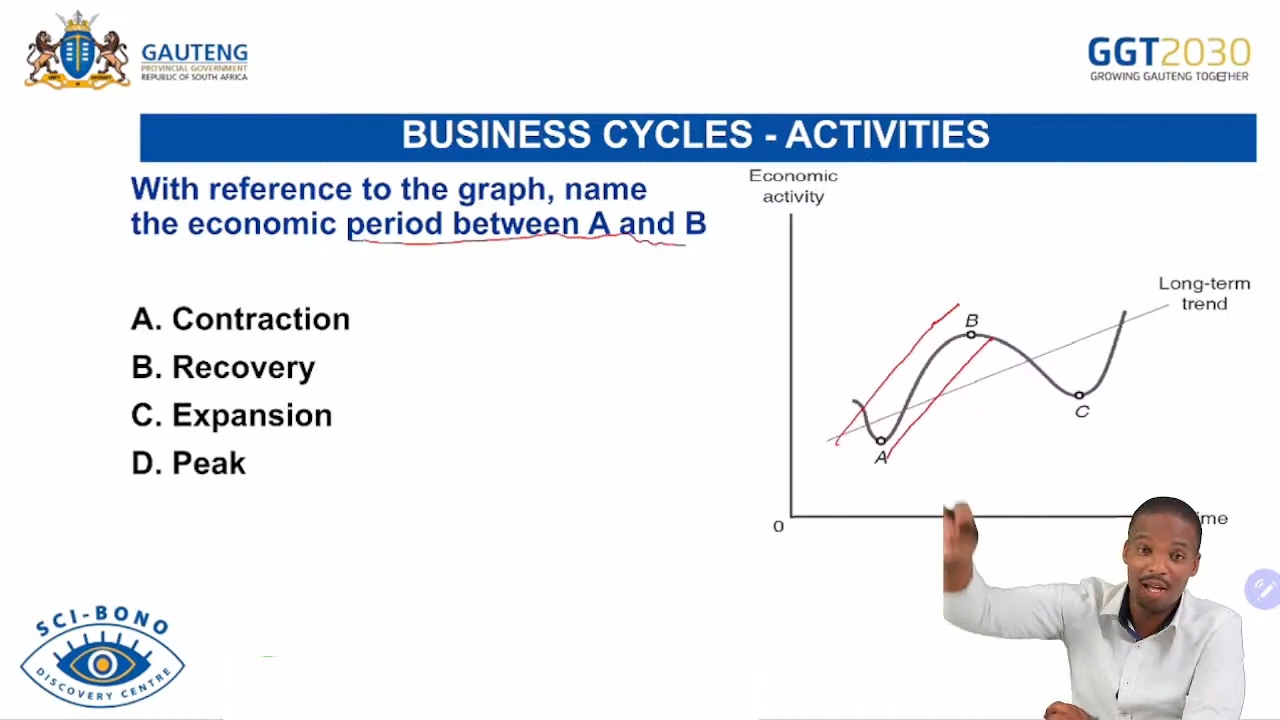 GAUTENG
PROVINCIAL GOVERNMENT
REPUBLIC OF SOUTH AFRICA
GGT2030
GROWING GAUTENG TOGETHER
BUSINESS CYCLES - ACTIVITIES
With reference to the graph, name
the economic period between A and B
A. Contraction
B. Recovery
C. Expansion
D. Peak
Economic
activity
Long-term
trend
B
C
A
0
ime
SCI-BONO
DISCOVERY CENTRE